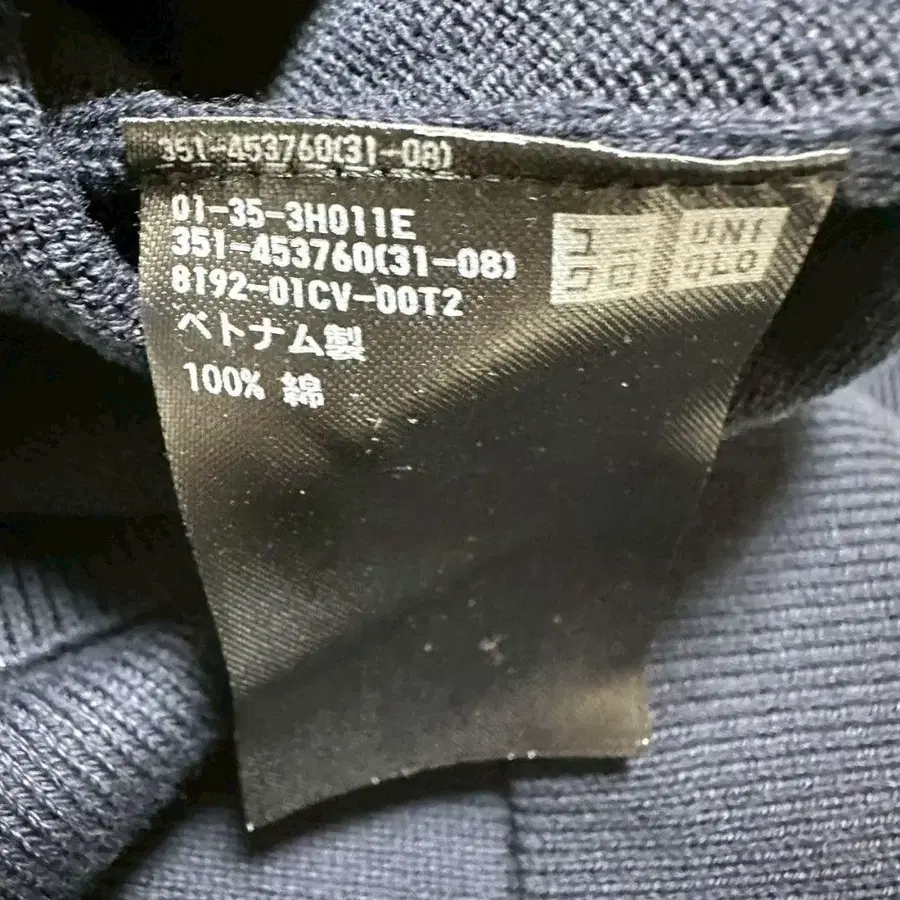 351-453760(31-08)
01-35-3H011E
351-453760(31-08)
8192-01CV-00T2
ベトナム製
100% 綿
ユニ
クロ
UNI
QLO